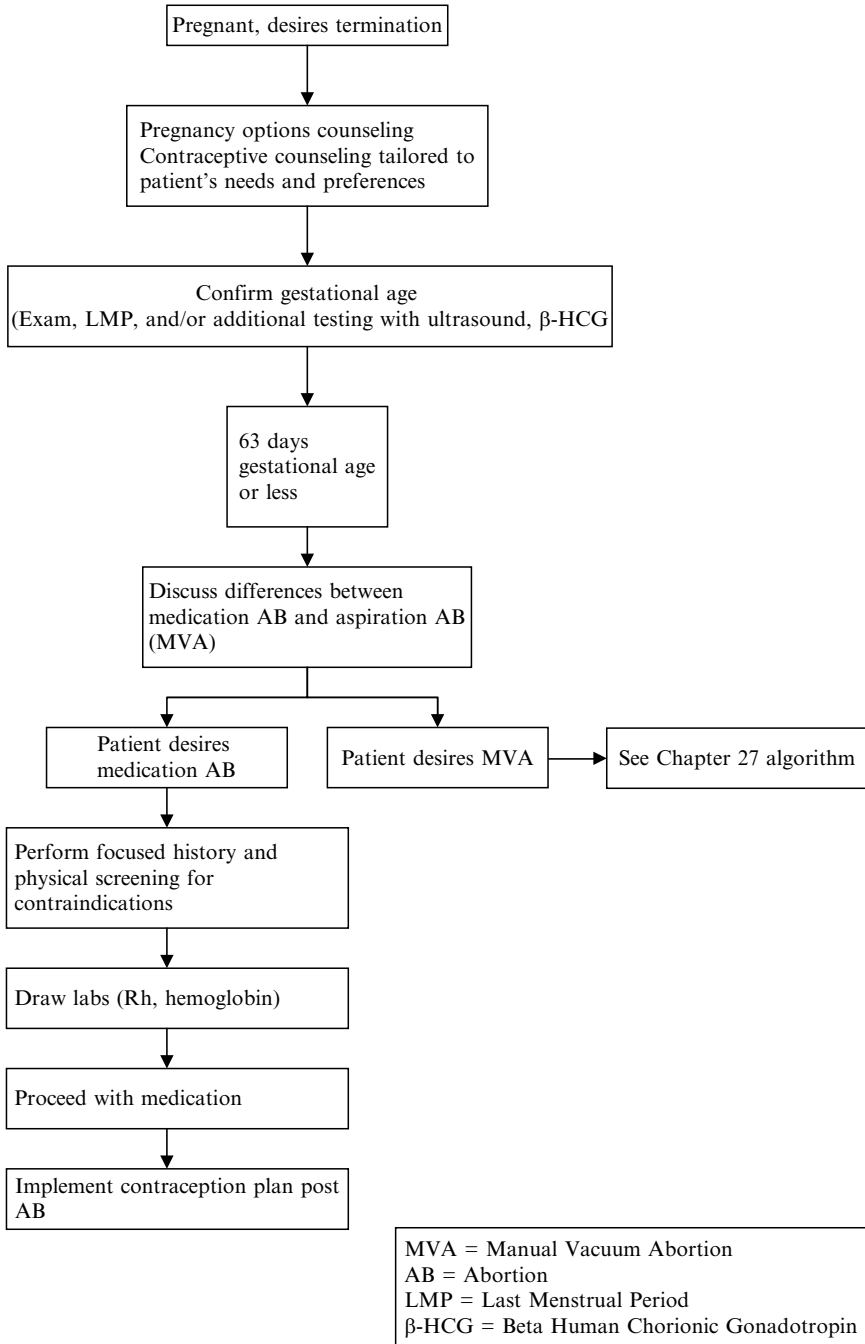 Pregnant, desires termination
Pregnancy options counseling
Contraceptive counseling tailored to
patient’s needs and preferences
Confirm gestational age
(Exam, LMP, and/or additional testing with ultrasound, β-HCG
63 days
gestational age
or less
Discuss differences between
medication AB and aspiration AB
(MVA)
Patient desires
medication AB
Patient desires MVA
See Chapter 27 algorithm
Perform focused history and
physical screening for
contraindications
Draw labs (Rh, hemoglobin)
Proceed with medication
Implement contraception plan post
AB
MVA = Manual Vacuum Abortion
AB = Abortion
LMP = Last Menstrual Period
β-HCG = Beta Human Chorionic Gonadotropin